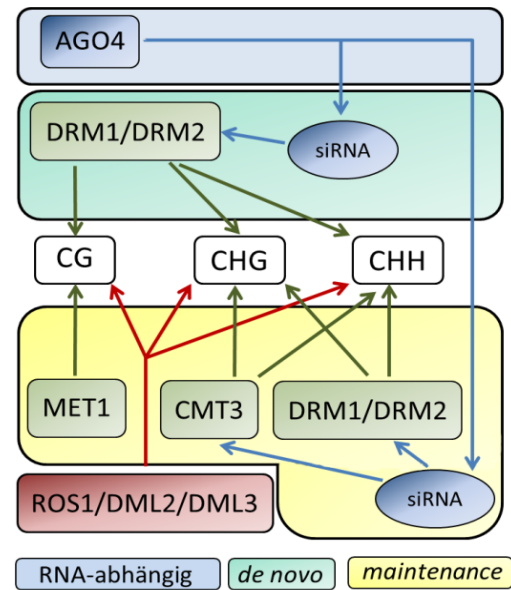 AGO4
DRM1/DRM2
siRNA
CG
CHG
CHH
MET1
CMT3
DRM1/DRM2
ROS1/DML2/DML3
siRNA
RNA-abhängig
de novo
maintenance